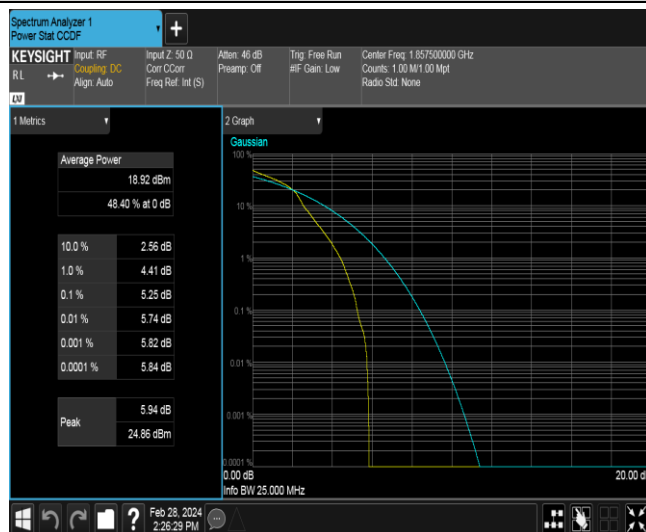 Spectrum Analyzer 1
Power Stat CCDF
+
KEYSIGHT
RL
LXI
Input: RF
Coupling: DC
Align: Auto
Input Z: 50 Ω
Corr CCorr
Freq Ref: Int (S)
Atten: 46 dB
Preamp: Off
Trig: Free Run
#IF Gain: Low
Center Freq: 1.857500000 GHz
Counts: 1.00 M/1.00 Mpt
Radio Std: None
1 Metrics
Average Power
18.92 dBm
48.40 % at 0 dB
10.0 % 2.56 dB
1.0 % 4.41 dB
0.1 % 5.25 dB
0.01 % 5.74 dB
0.001 % 5.82 dB
0.0001 % 5.84 dB
Peak
5.94 dB
24.86 dBm
2 Graph
Gaussian
100 %
10 %
1 %
0.1 %
0.01 %
0.001 %
0.0001 %
0.00 dB
20.00 d
Info BW 25.000 MHz
?
Feb 28, 2024
2:26:29 PM